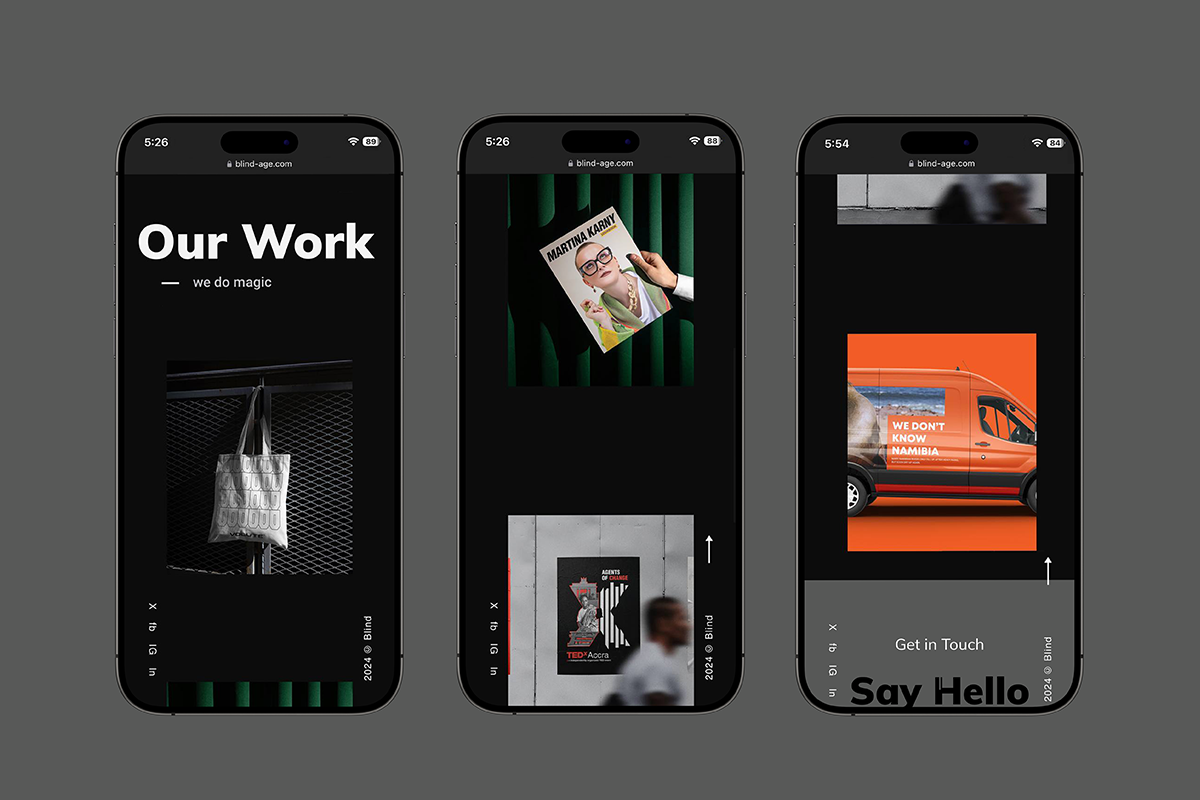 5:26
89
blind-age.com
Our Work
we do magic
X fb IG In
2024 © Blind
5:26
88
blind-age.com
MARTINA KARNY
AGENTS
OF CHANGE
TEDxAccra
X fb IG In
2024 © Blind
5:54
84
blind-age.com
WE DON'T
KNOW
NAMIBIA
Get in Touch
Say Hello
X fb IG In
2024 © Blind